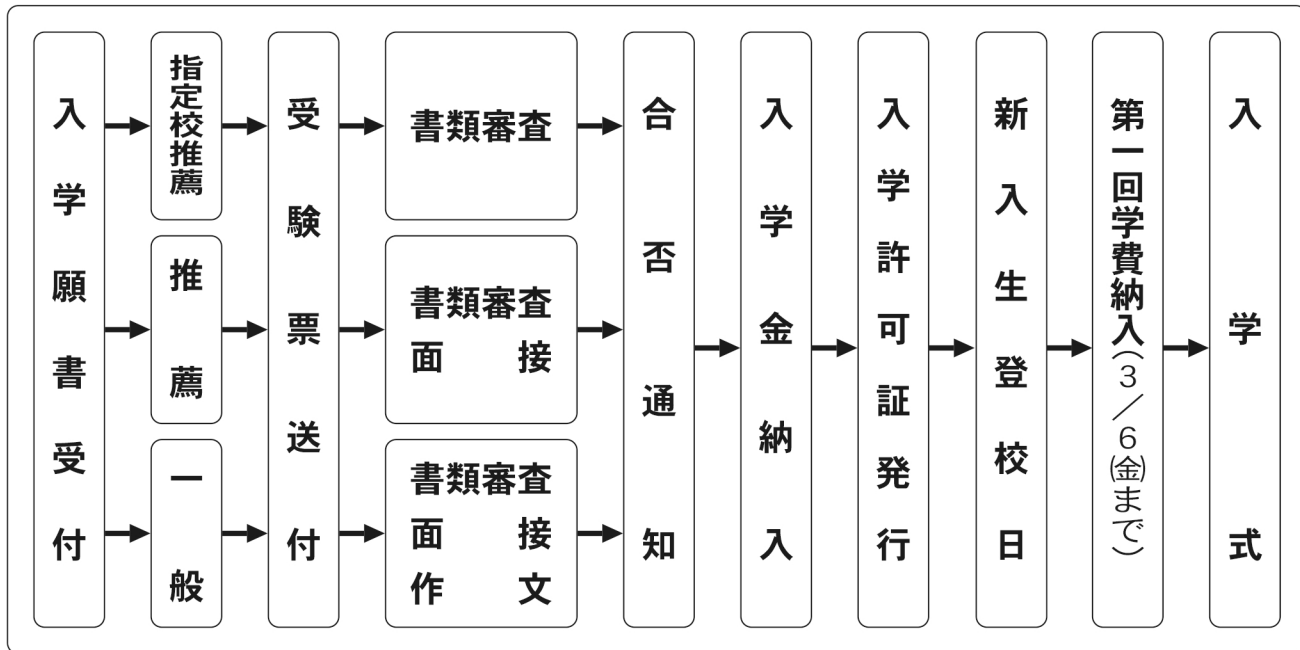 入学願書受付
指定校推薦
推薦
一般
受験票送付
書類審査
書類審査
面接
書類審査
面接
作文
合否通知
入学金納入
入学許可証発行
新入生登校日
第一回学費納入(3/6(金)まで)
入学式